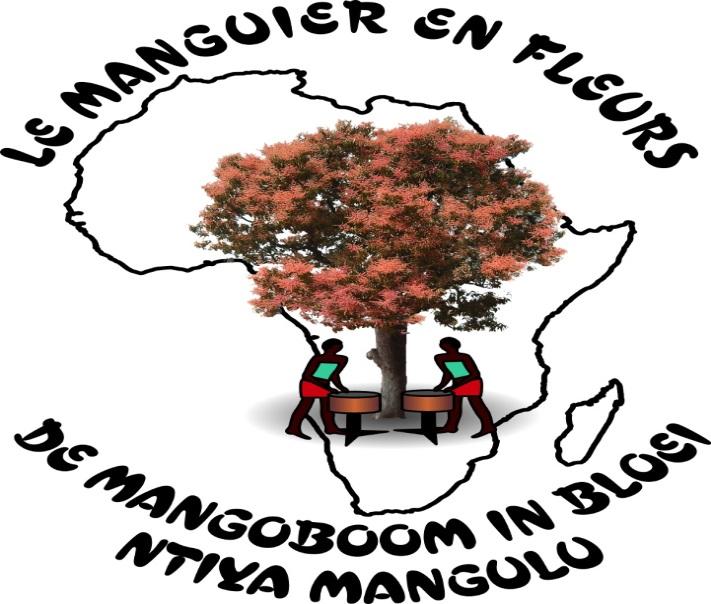 LE MANGUIER EN FLEURS
DE MANGOBOOM IN BLOEI
NTIYA MANGULU